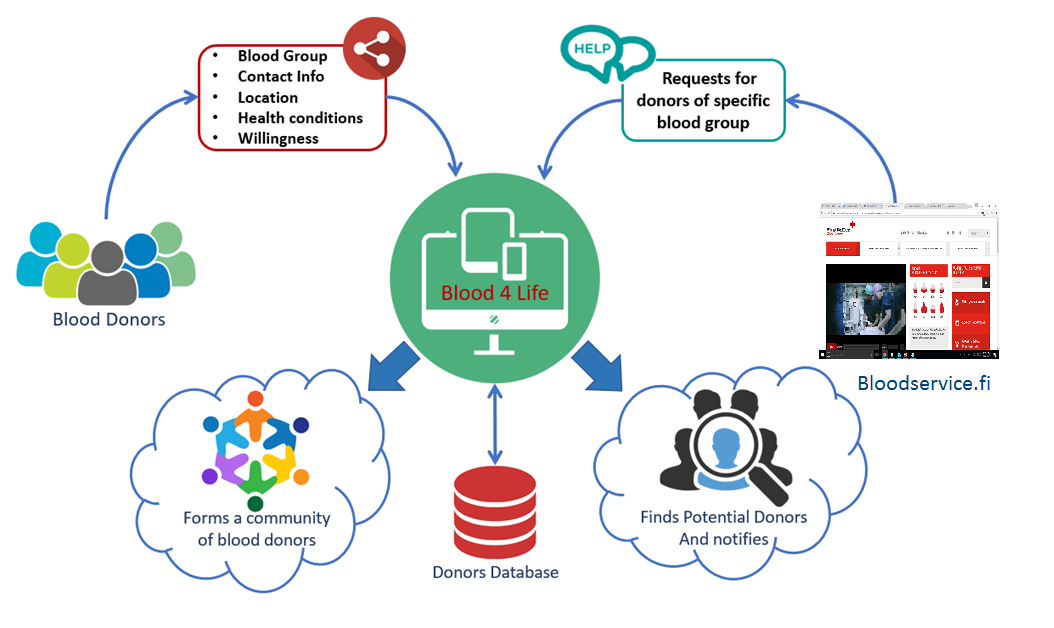 • Blood Group
• Contact Info
• Location
• Health conditions
• Willingness
HELP
Requests for
donors of specific
blood group
Blood Donors
Blood 4 Life
Bloodservice.fi
Forms a community
of blood donors
Donors Database
Finds Potential Donors
And notifies